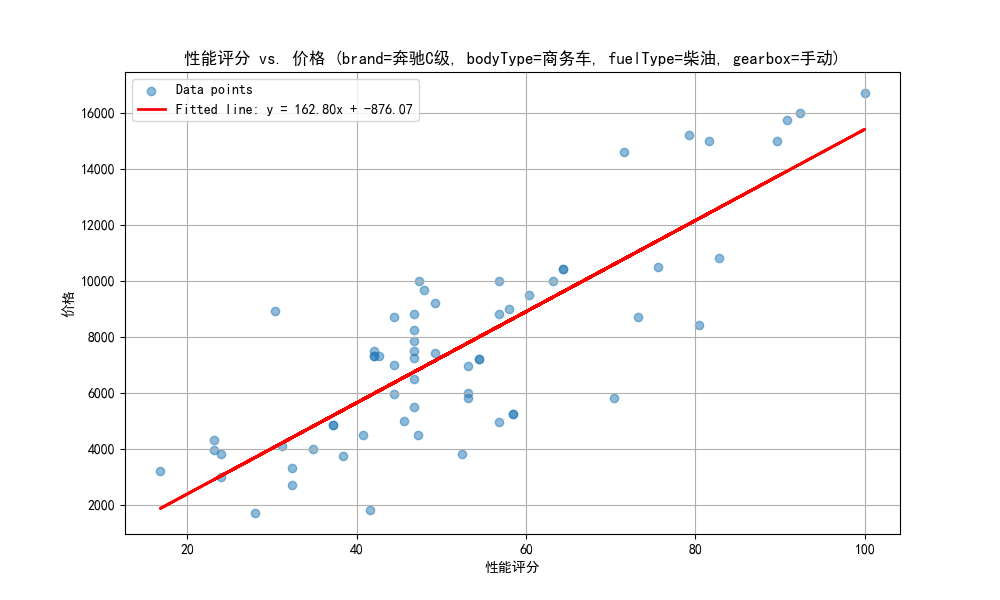 性能评分 vs. 价格 (brand=奔驰C级, bodyType=商务车, fuelType=柴油, gearbox=手动)
Data points
Fitted line: y = 162.80x + -876.07
16000
14000
12000
10000
8000
6000
4000
2000
价格
20 40 60 80 100
性能评分